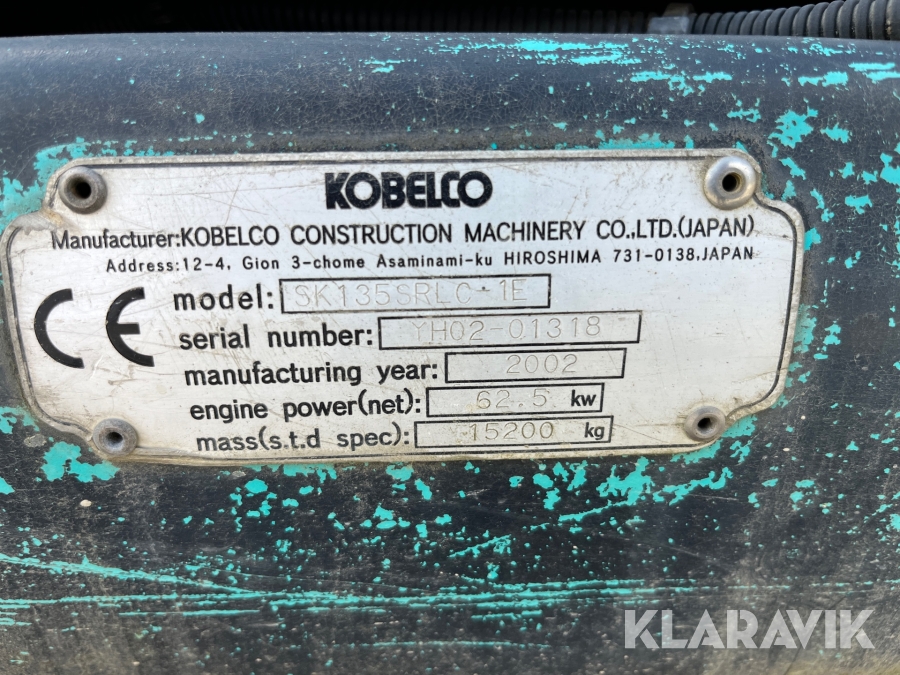 KOBELCO
Manufacturer:KOBELCO CONSTRUCTION MACHINERY CO.,LTD.(JAPAN)
Address:12-4, Gion 3-chome Asaminami-ku HIROSHIMA 731-0138,JAPAN
CE
model: SK135SRLC-1E
serial number: YH02-01318
manufacturing year: 2002
engine power(net): 62.5 kw
mass(s.t.d spec): 15200 kg
KLARAVIK